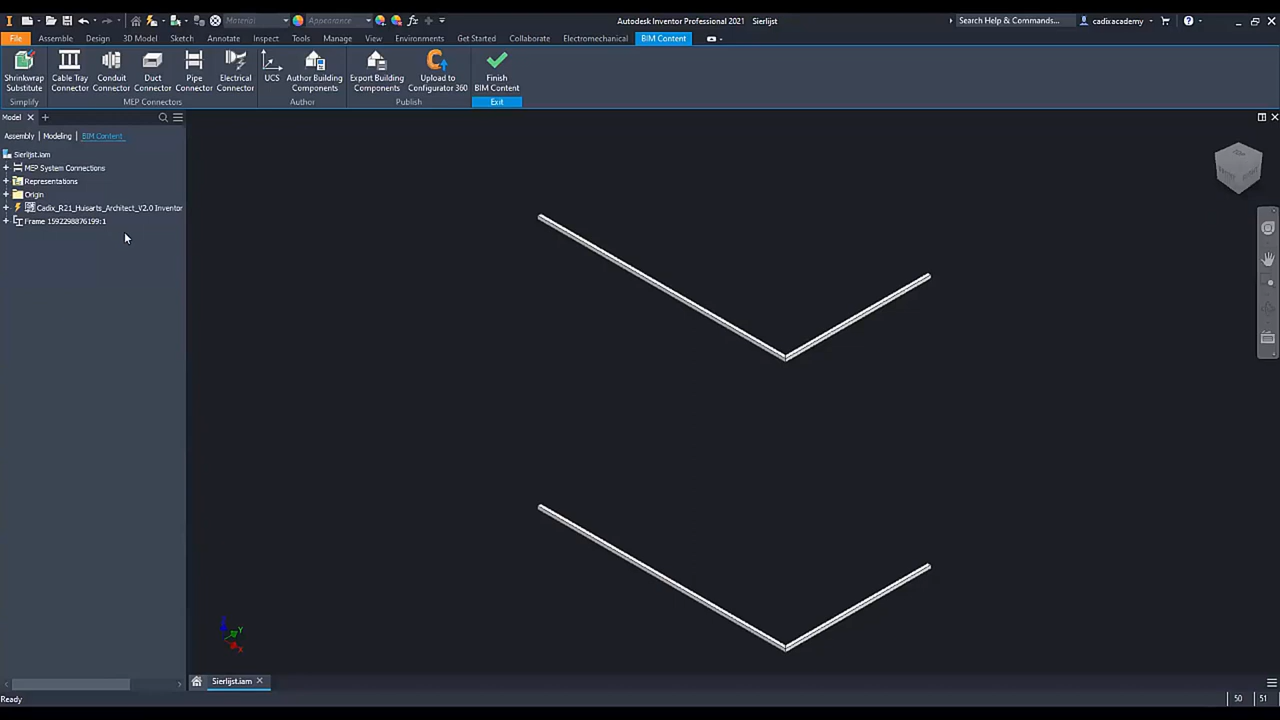 Material
Appearance
Autodesk Inventor Professional 2021 Sierlijst
Search Help & Commands...
cadixacademy
File Assemble Design 3D Model Sketch Annotate Inspect Tools Manage View Environments Get Started Collaborate Electromechanical BIM Content
Shrinkwrap Substitute
Cable Tray Connector
Conduit Connector
Duct Connector
Pipe Connector
Electrical Connector
UCS
Author Building Components
Export Building Components
Upload to Configurator 360
Finish BIM Content
Simplify MEP Connectors Author Publish Exit
Model
Assembly Modeling BIM Content
Sierlijst.iam
MEP System Connections
Representations
Origin
Cadix_R21_Huisarts_Architect_V2.0 Inventor
Frame 1592298876199:1
Z
Y
X
Sierlijst.iam
Ready 50 51